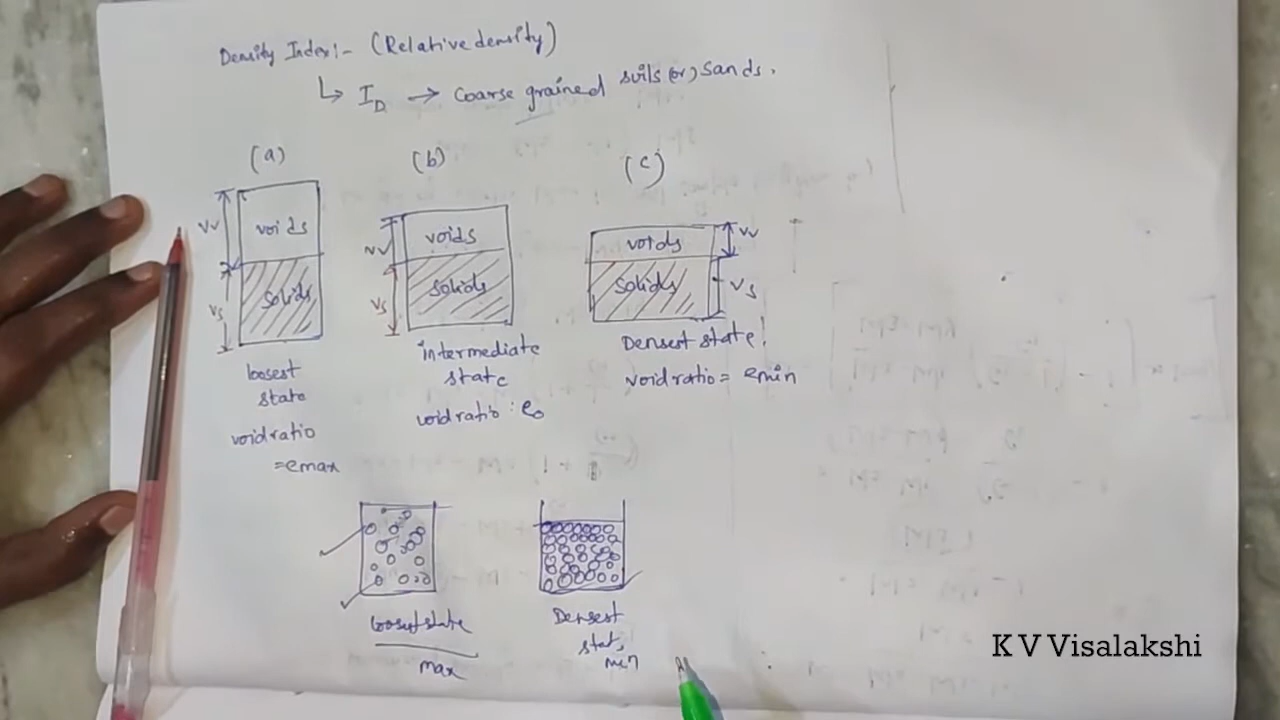 Density Index:- (Relative density)
↳ I_D → coarse grained soils (or) sands.
(a)
(b)
(c)
Vv
voids
Vs
solids
loosest
state
void ratio
= emax
Vv
voids
Vs
solids
intermediate
state
void ratio : e₀
voids
Vv
solids
Vs
Densest state!
void ratio = emin
loosest state
max
Densest
stat,
min
K V Visalakshi